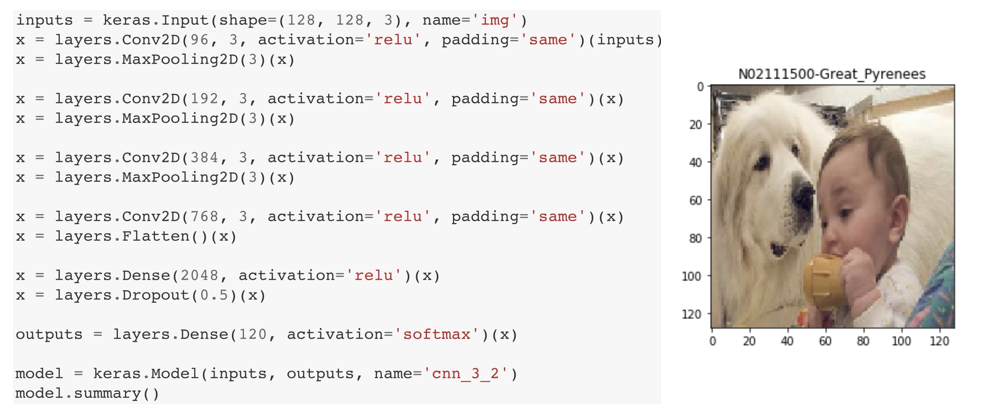 inputs = keras.Input(shape=(128, 128, 3), name='img')
x = layers.Conv2D(96, 3, activation='relu', padding='same')(inputs)
x = layers.MaxPooling2D(3)(x)
x = layers.Conv2D(192, 3, activation='relu', padding='same')(x)
x = layers.MaxPooling2D(3)(x)
x = layers.Conv2D(384, 3, activation='relu', padding='same')(x)
x = layers.MaxPooling2D(3)(x)
x = layers.Conv2D(768, 3, activation='relu', padding='same')(x)
x = layers.Flatten()(x)
x = layers.Dense(2048, activation='relu')(x)
x = layers.Dropout(0.5)(x)
outputs = layers.Dense(120, activation='softmax')(x)
model = keras.Model(inputs, outputs, name='cnn_3_2')
model.summary()
N02111500-Great_Pyrenees
0
20
40
60
80
100
120
0 20 40 60 80 100 120